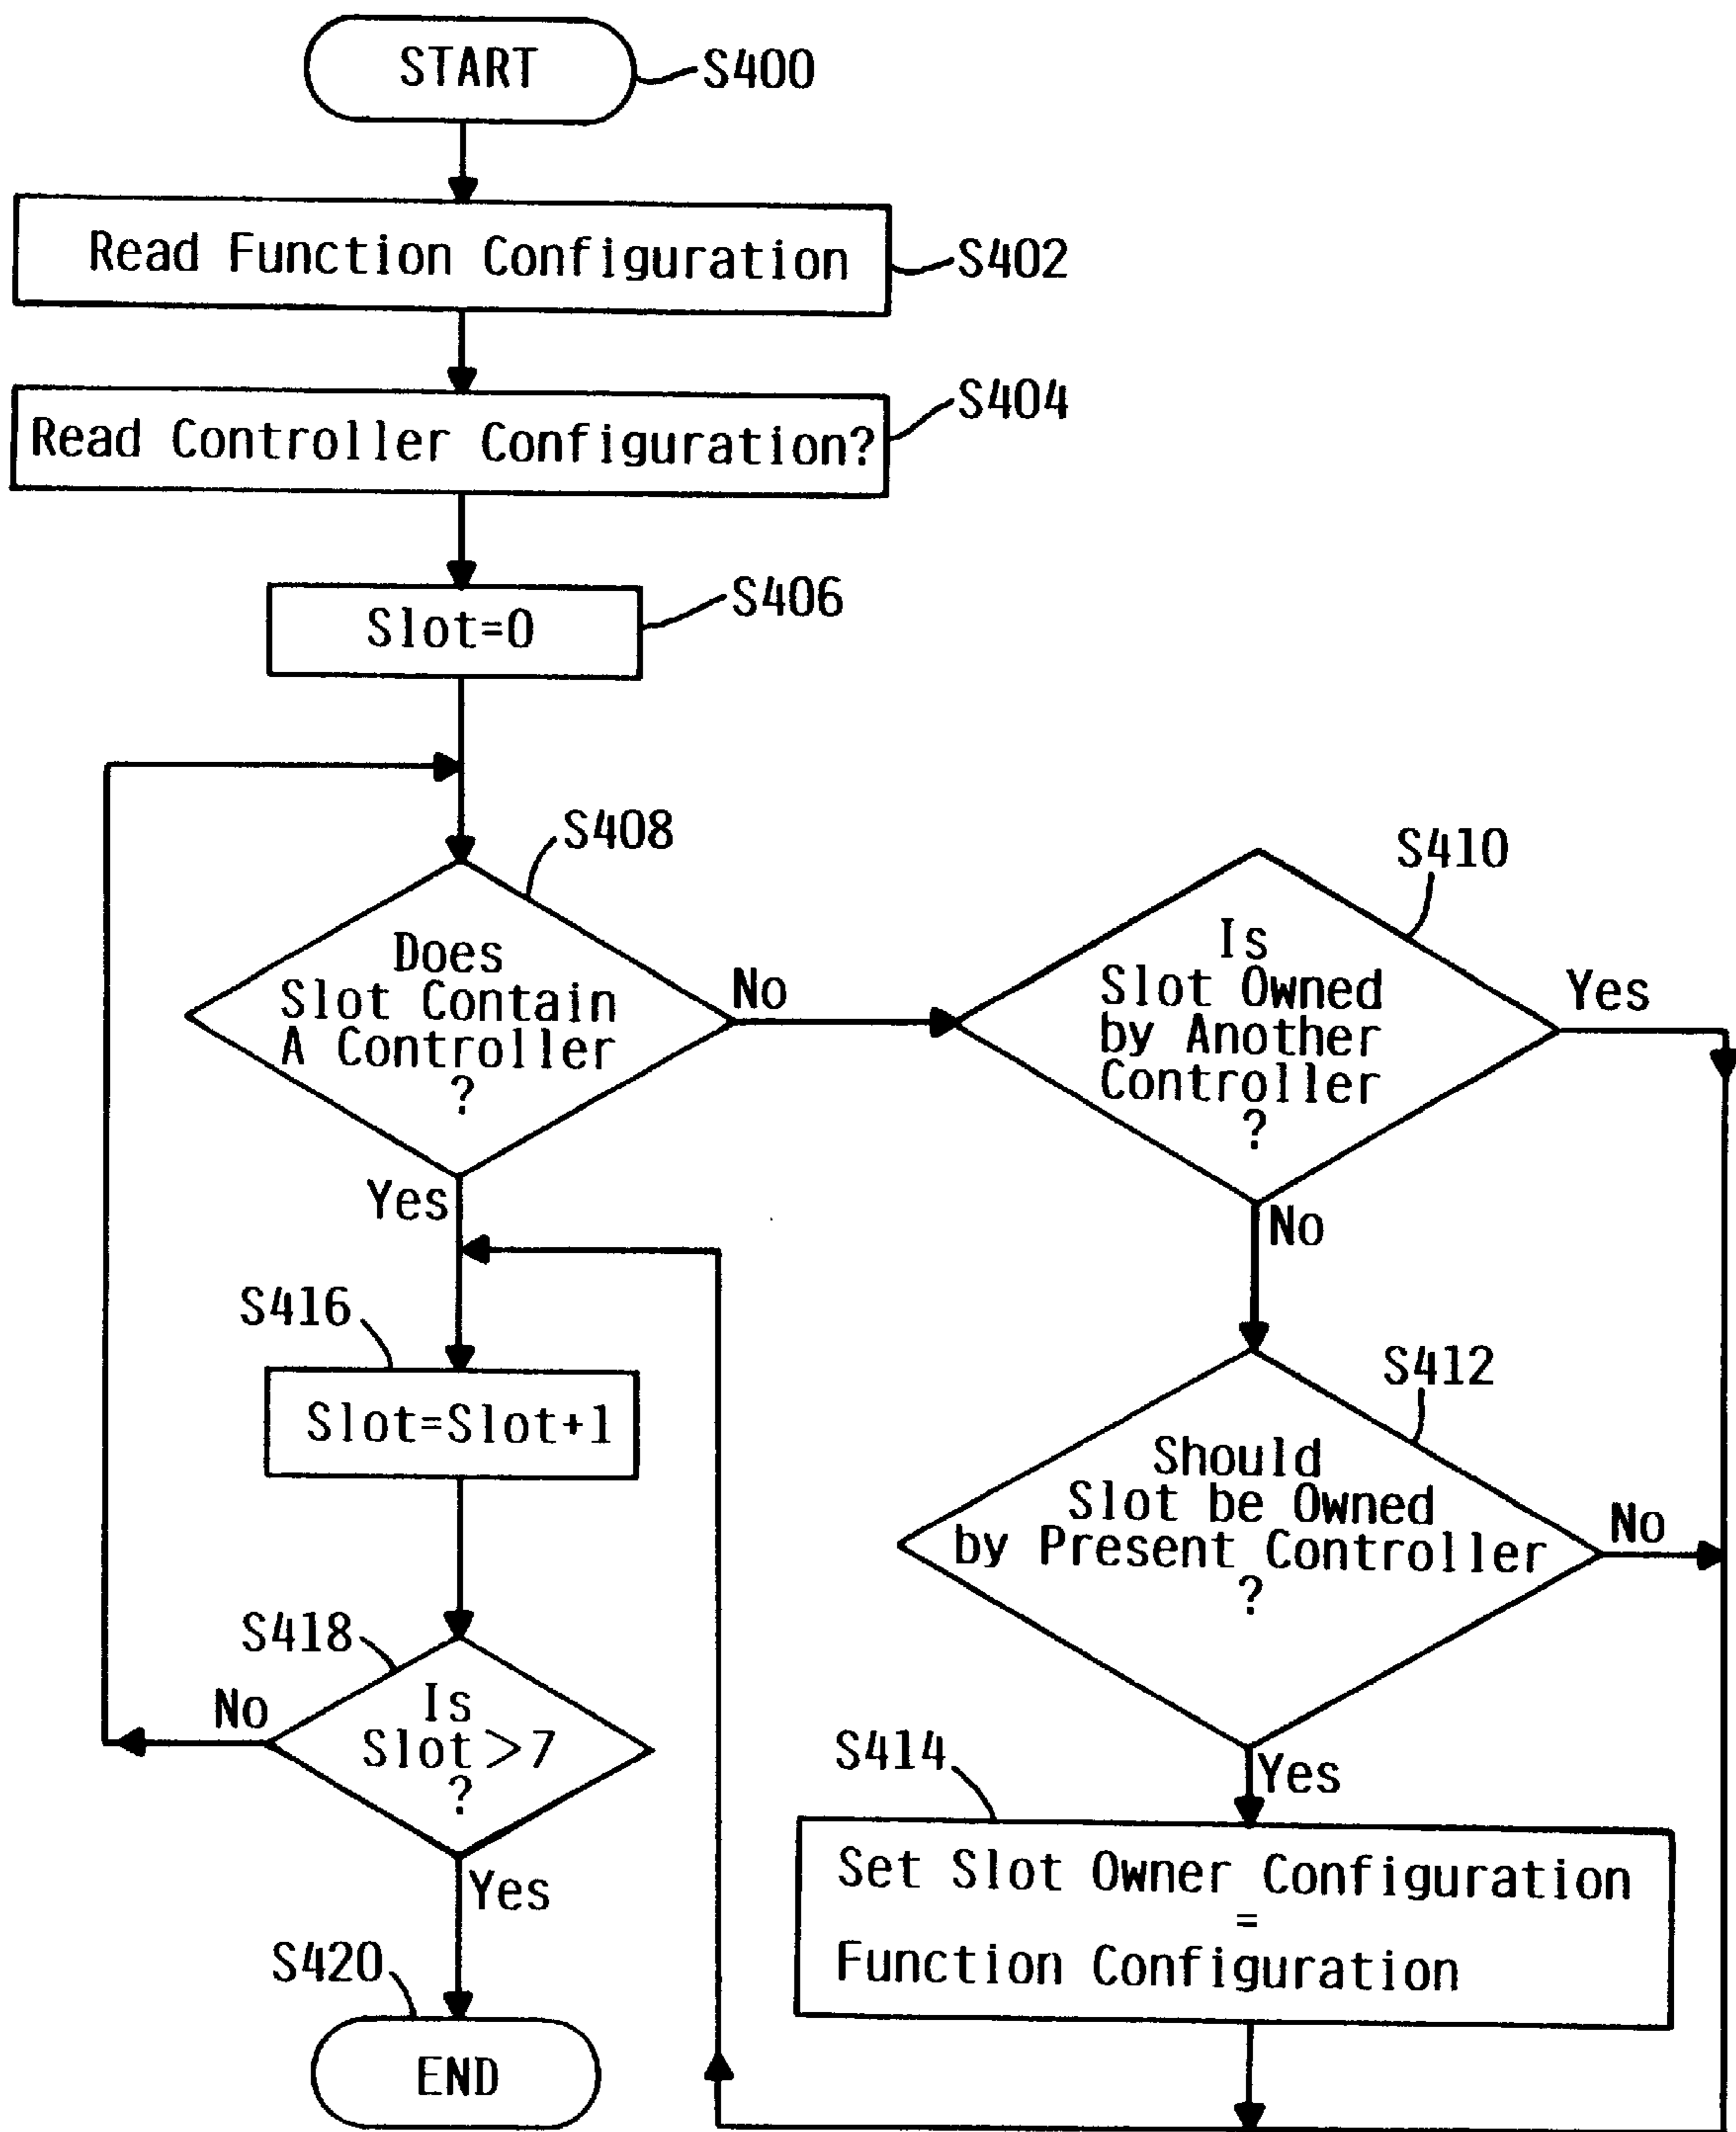 START
S400
Read Function Configuration
S402
Read Controller Configuration?
S404
Slot=0
S406
S408
Does
Slot Contain
A Controller
?
No
Yes
S410
Is
Slot Owned
by Another
Controller
?
Yes
No
S412
Should
Slot be Owned
by Present Controller
?
No
Yes
S414
Set Slot Owner Configuration
=
Function Configuration
S416
Slot=Slot+1
S418
Is
Slot>7
?
No
Yes
S420
END